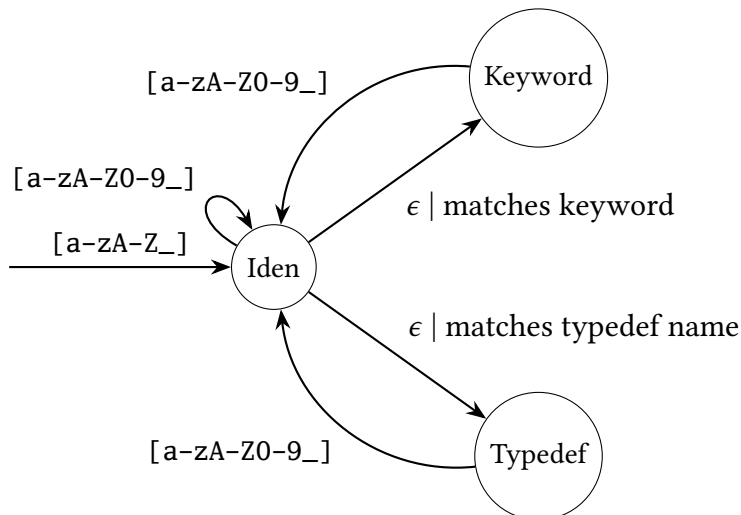 Keyword
[a-zA-Z0-9_]
[a-zA-Z0-9_]
ϵ | matches keyword
[a-zA-Z_]
Iden
ϵ | matches typedef name
[a-zA-Z0-9_]
Typedef